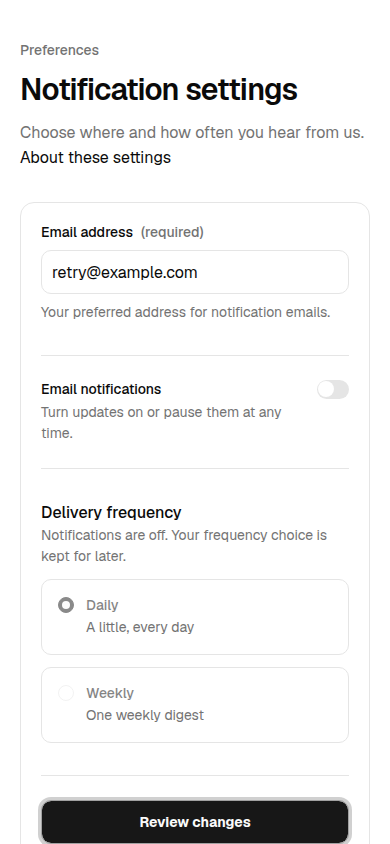 Preferences
Notification settings
Choose where and how often you hear from us.
About these settings
Email address (required)
retry@example.com
Your preferred address for notification emails.
Email notifications
Turn updates on or pause them at any
time.
Delivery frequency
Notifications are off. Your frequency choice is
kept for later.
Daily
A little, every day
Weekly
One weekly digest
Review changes